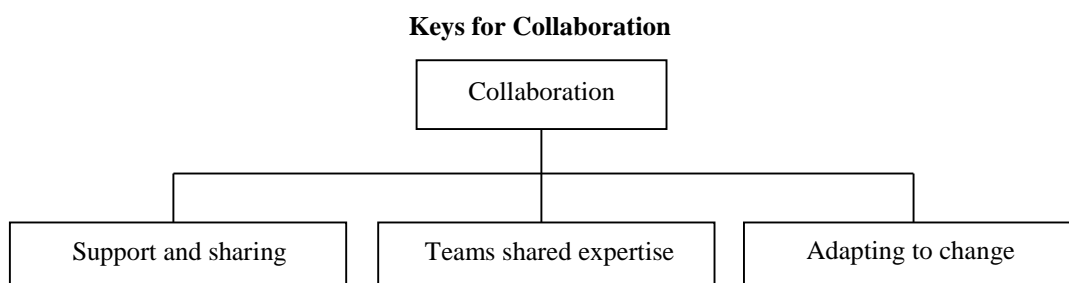 Keys for Collaboration
Collaboration
Support and sharing
Teams shared expertise
Adapting to change